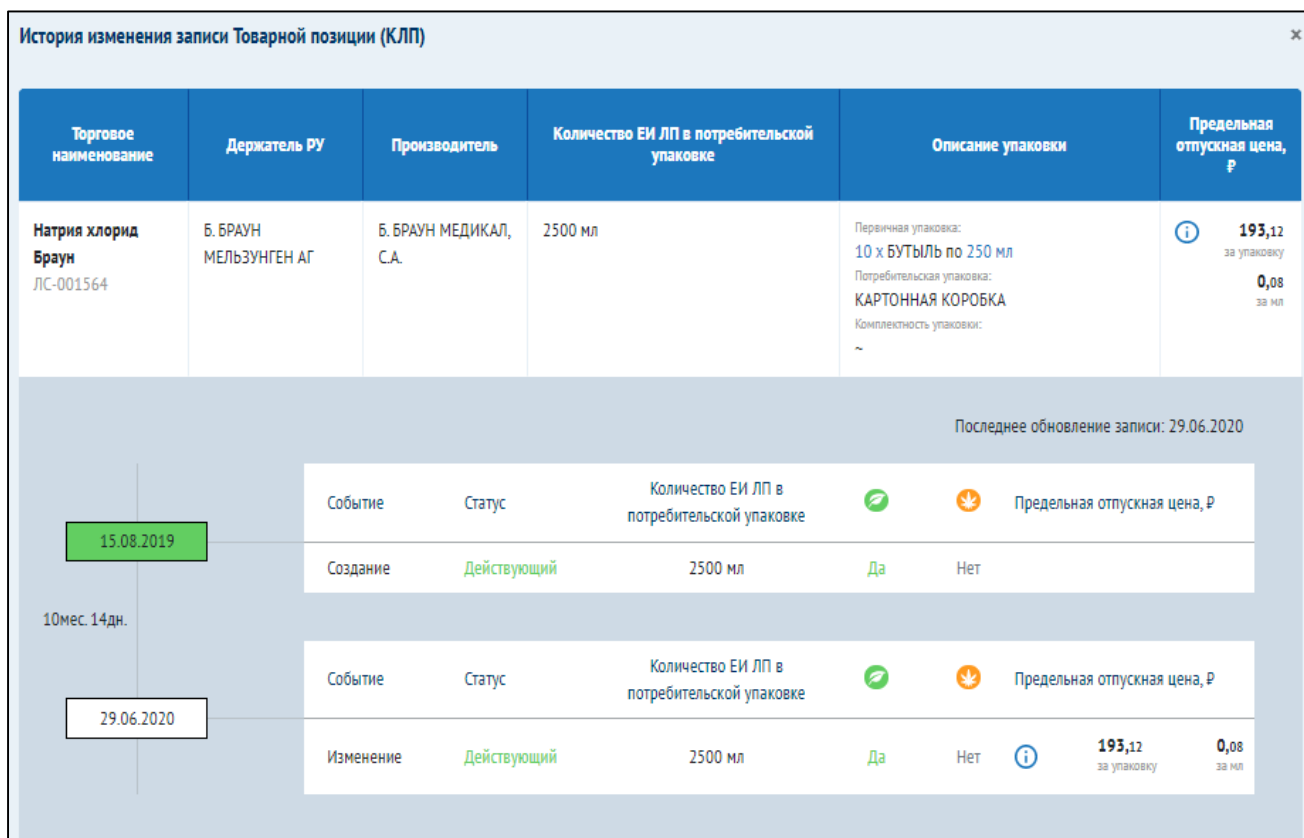 История изменения записи Товарной позиции (КЛП)
×
Торговое
наименование
Держатель РУ
Производитель
Количество ЕИ ЛП в потребительской
упаковке
Описание упаковки
Предельная
отпускная цена,
₽
Натрия хлорид
Браун
ЛС-001564
Б. БРАУН
МЕЛЬЗУНГЕН АГ
Б. БРАУН МЕДИКАЛ,
С.А.
2500 мл
Первичная упаковка:
10 x БУТЫЛЬ по 250 мл
Потребительская упаковка:
КАРТОННАЯ КОРОБКА
Комплектность упаковки:
~
193,12
за упаковку
0,08
за мл
Последнее обновление записи: 29.06.2020
15.08.2019
Событие Статус Количество ЕИ ЛП в
потребительской упаковке
Предельная отпускная цена, ₽
Создание Действующий 2500 мл Да Нет
10мес. 14дн.
29.06.2020
Событие Статус Количество ЕИ ЛП в
потребительской упаковке
Предельная отпускная цена, ₽
Изменение Действующий 2500 мл Да Нет 193,12 0,08
за упаковку за мл